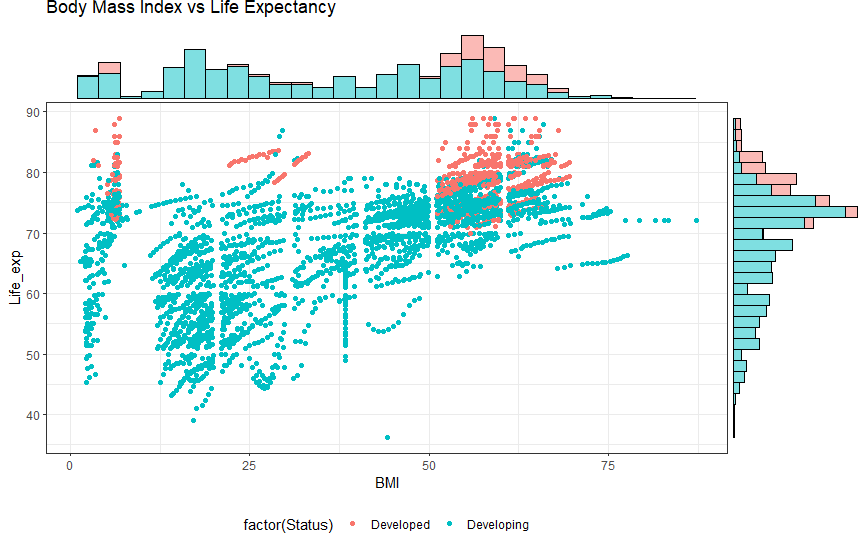 Body Mass Index vs Life Expectancy
90
80
70
60
50
40
Life_exp
0 25 50 75
BMI
factor(Status) Developed Developing